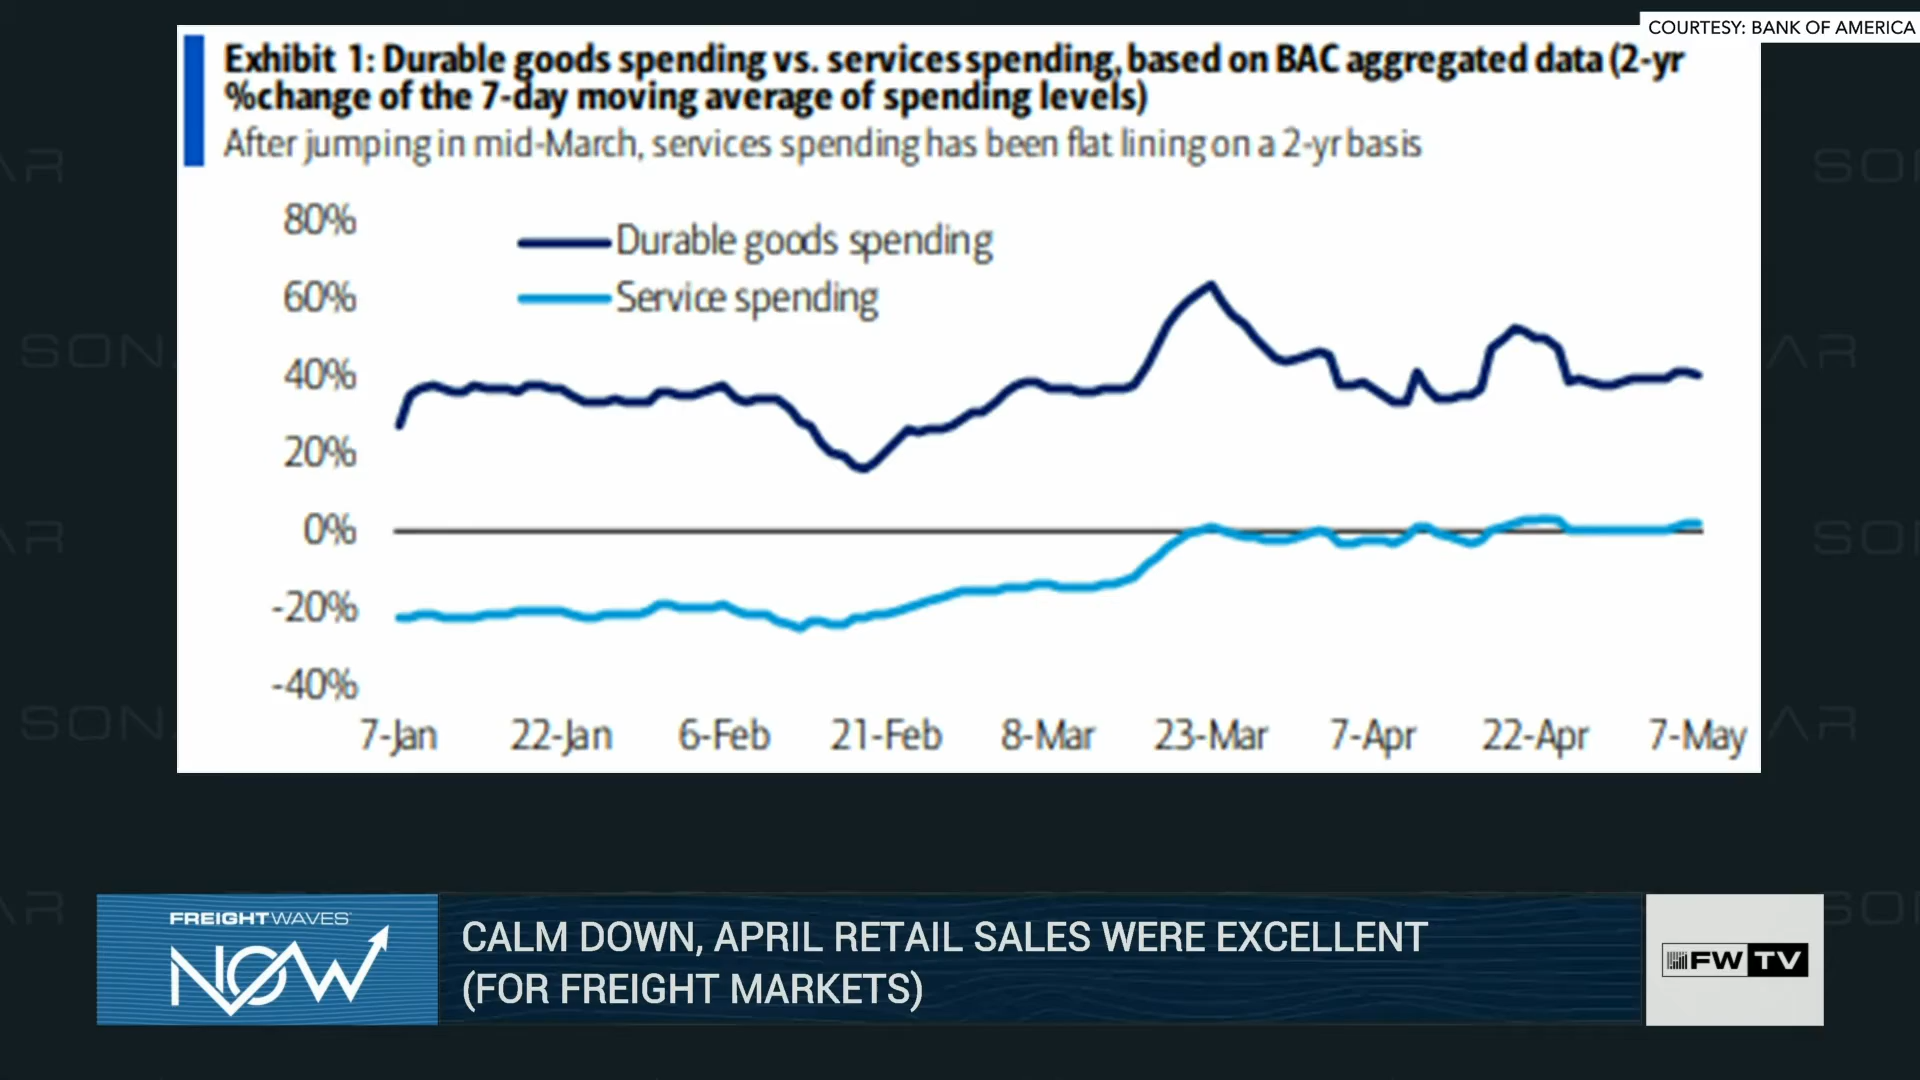 COURTESY: BANK OF AMERICA
Exhibit 1: Durable goods spending vs. services spending, based on BAC aggregated data (2-yr
%change of the 7-day moving average of spending levels)
After jumping in mid-March, services spending has been flat lining on a 2-yr basis
80%
60%
40%
20%
0%
-20%
-40%
Durable goods spending
Service spending
7-Jan 22-Jan 6-Feb 21-Feb 8-Mar 23-Mar 7-Apr 22-Apr 7-May
FREIGHTWAVES
NOW
CALM DOWN, APRIL RETAIL SALES WERE EXCELLENT
(FOR FREIGHT MARKETS)
FWTV